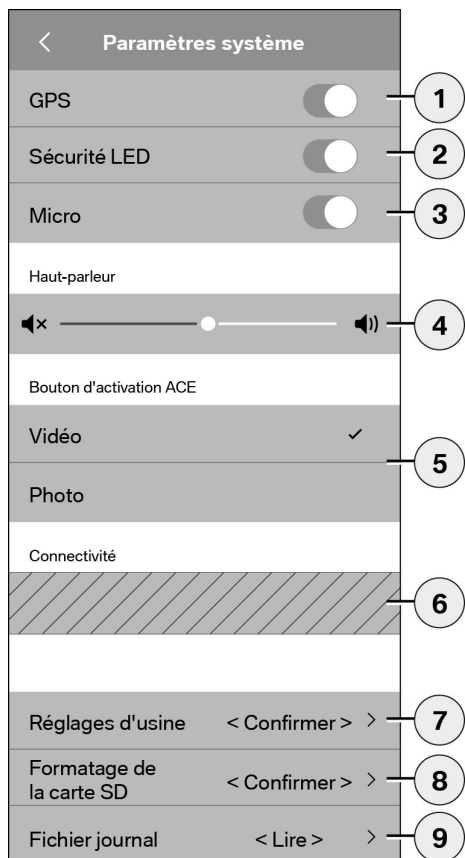 Paramètres système
GPS
1
Sécurité LED
2
Micro
3
Haut-parleur
4
Bouton d'activation ACE
Vidéo
5
Photo
Connectivité
6
Réglages d'usine < Confirmer > 7
Formatage de
la carte SD < Confirmer > 8
Fichier journal < Lire > 9